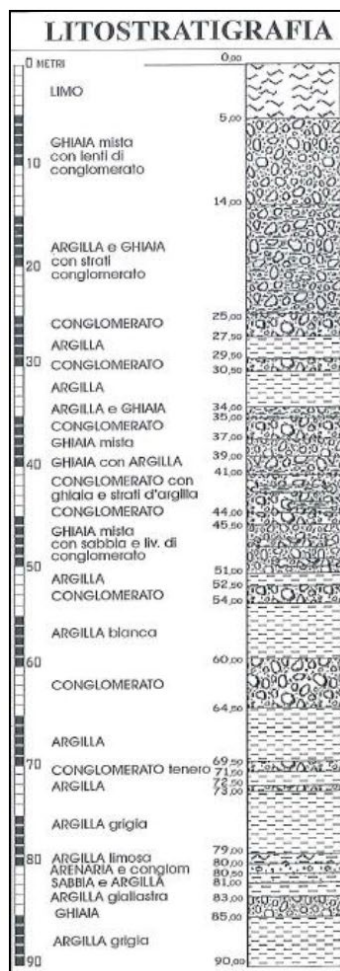 LITOSTRATIGRAFIA
0 METRI 0,00
LIMO
5,00
GHIAIA mista
con lenti di
10
conglomerato
14,00
ARGILLA e GHIAIA
con strati
20
conglomerato
25,00
CONGLOMERATO
27,50
ARGILLA
29,50
30
CONGLOMERATO
30,50
ARGILLA
34,00
ARGILLA e GHIAIA
35,00
CONGLOMERATO
37,00
GHIAIA mista
39,00
40
GHIAIA con ARGILLA
41,00
CONGLOMERATO con
ghiaia e strati d'argilla
44,00
CONGLOMERATO
45,50
GHIAIA mista
con sabbia e liv. di
conglomerato
50
51,00
ARGILLA
52,50
CONGLOMERATO
54,00
ARGILLA bianca
60
60,00
CONGLOMERATO
64,50
ARGILLA
69,50
70
CONGLOMERATO tenero
71,00
72,50
ARGILLA
73,00
ARGILLA grigia
79,00
80
ARGILLA limosa
80,00
ARENARIA e conglom
80,50
SABBIA e ARGILLA
81,00
ARGILLA giallastra
83,00
GHIAIA
85,00
ARGILLA grigia
90
90,00